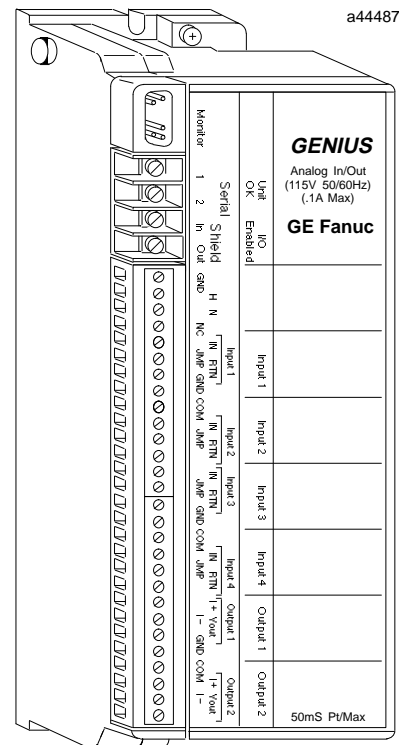 a44487
GENIUS
Analog In/Out
(115V 50/60Hz)
(.1A Max)
GE Fanuc
Unit
OK
I/O
Enabled
Input 1
Input 2
Input 3
Input 4
Output 1
Output 2
50mS Pt/Max
Monitor
Serial
1
2
Shield
In
Out
GND
H
N
NC
Input 1
IN
RTN
JMP
GND
COM
Input 2
IN
RTN
JMP
Input 3
IN
RTN
JMP
GND
COM
Input 4
IN
RTN
JMP
Output 1
I+
Vout
I-
GND
COM
Output 2
I+
Vout
I-